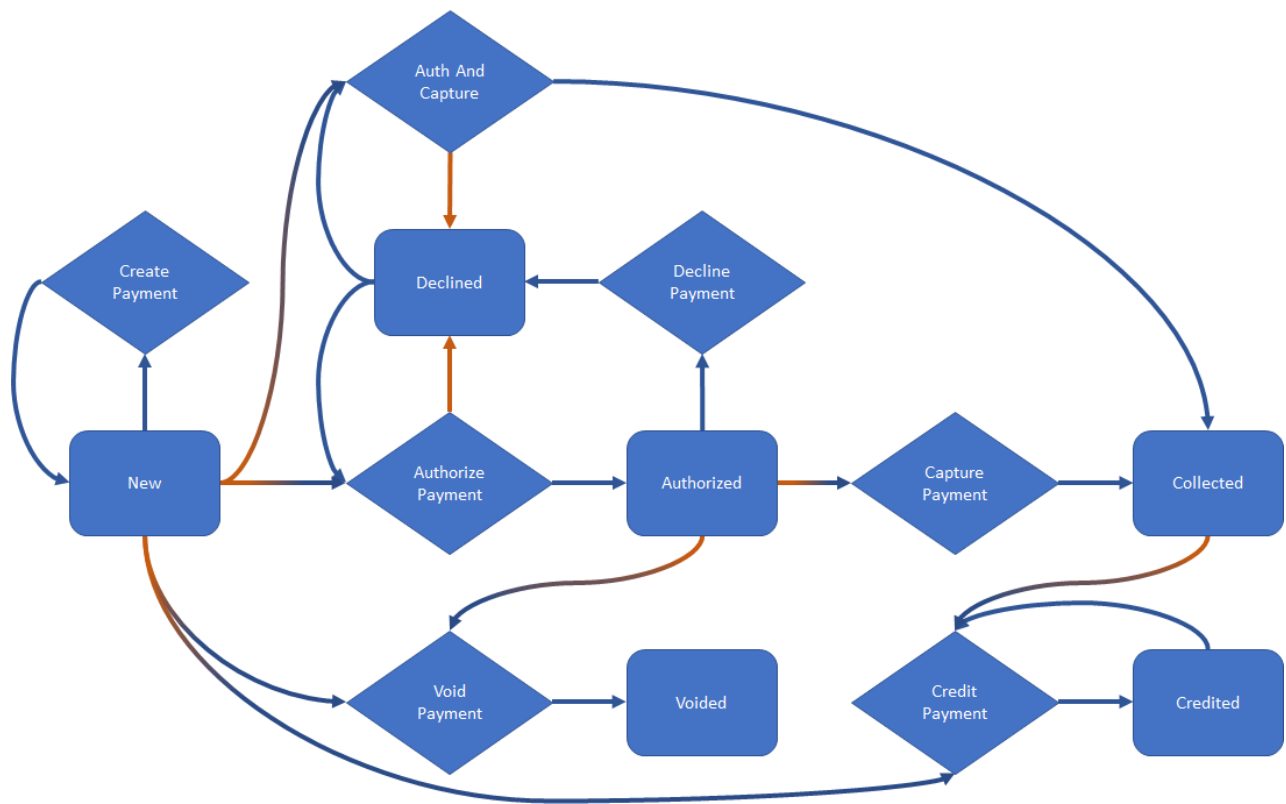 Auth And
Capture
Create
Payment
Declined
Decline
Payment
New
Authorize
Payment
Authorized
Capture
Payment
Collected
Void
Payment
Voided
Credit
Payment
Credited